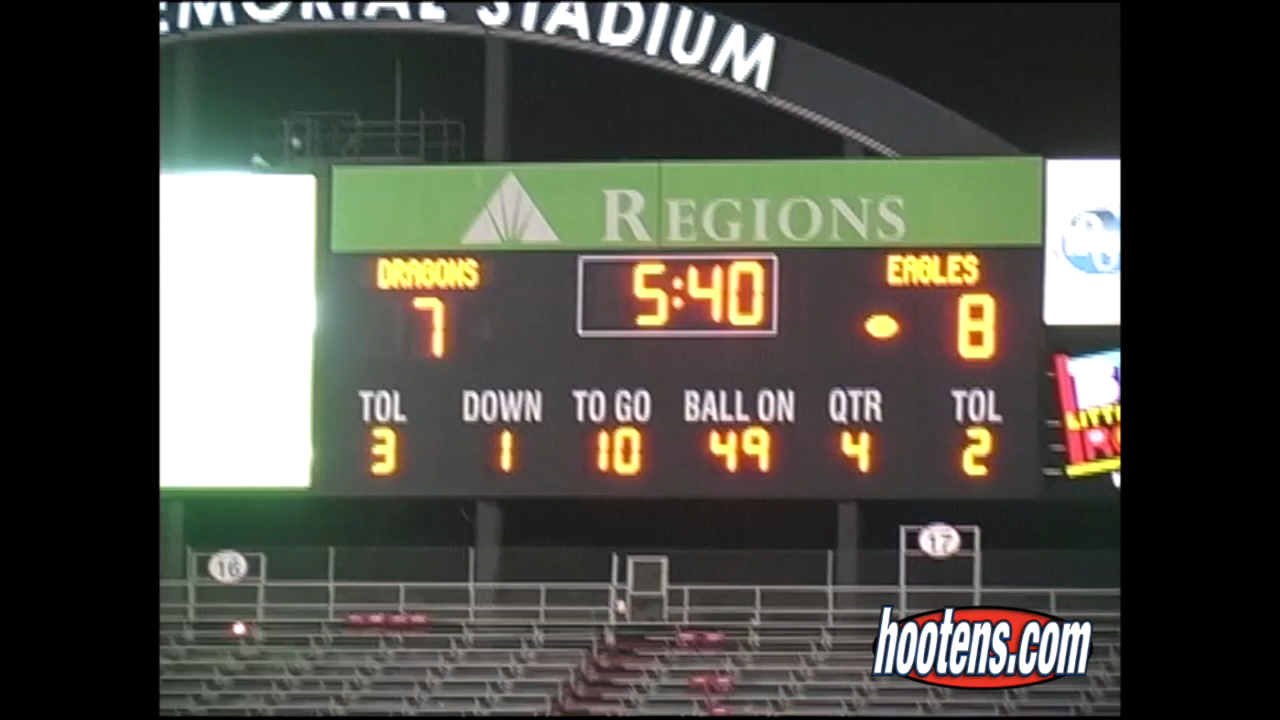 MEMORIAL STADIUM
REGIONS
DRAGONS 5:40 EAGLES
7 8
TOL DOWN TO GO BALL ON QTR TOL
3 1 10 49 4 2
16 17
hootens.com